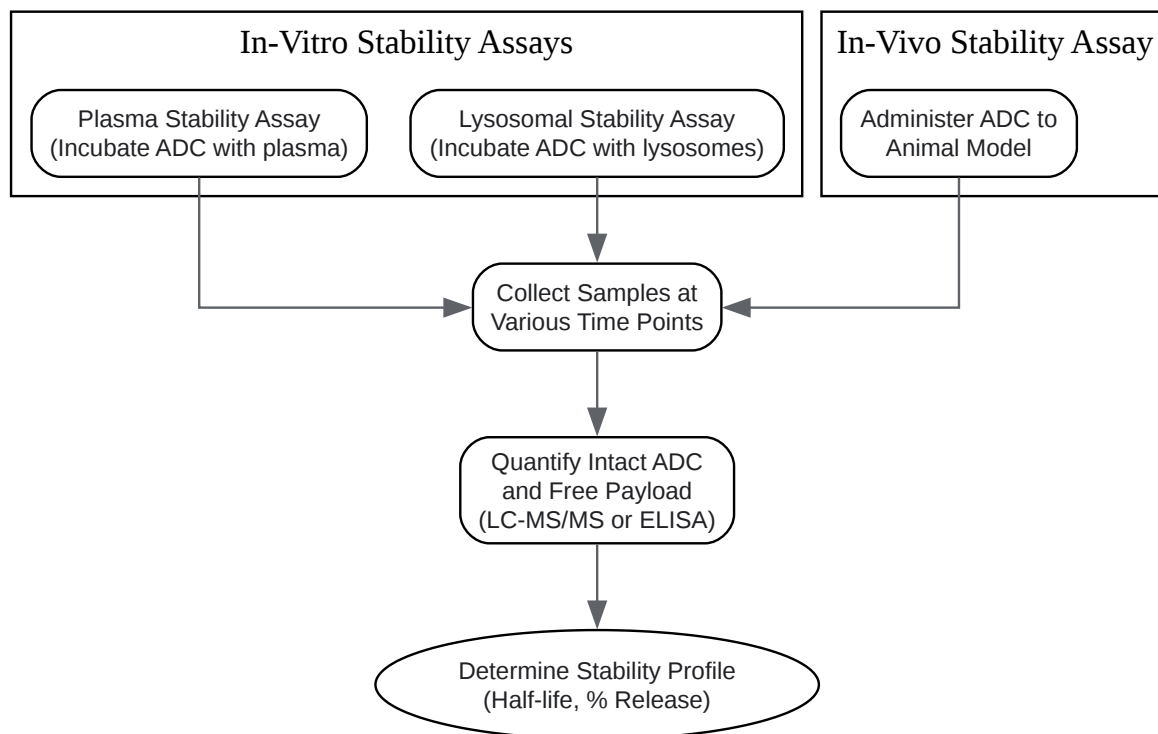 In-Vitro Stability Assays
Plasma Stability Assay
(Incubate ADC with plasma)
Lysosomal Stability Assay
(Incubate ADC with lysosomes)
In-Vivo Stability Assay
Administer ADC to
Animal Model
Collect Samples at
Various Time Points
Quantify Intact ADC
and Free Payload
(LC-MS/MS or ELISA)
Determine Stability Profile
(Half-life, % Release)